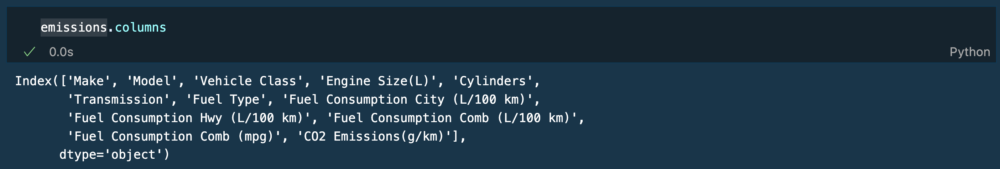 emissions.columns
0.0s
Python
Index(['Make', 'Model', 'Vehicle Class', 'Engine Size(L)', 'Cylinders',
'Transmission', 'Fuel Type', 'Fuel Consumption City (L/100 km)',
'Fuel Consumption Hwy (L/100 km)', 'Fuel Consumption Comb (L/100 km)',
'Fuel Consumption Comb (mpg)', 'CO2 Emissions(g/km)'],
dtype='object')